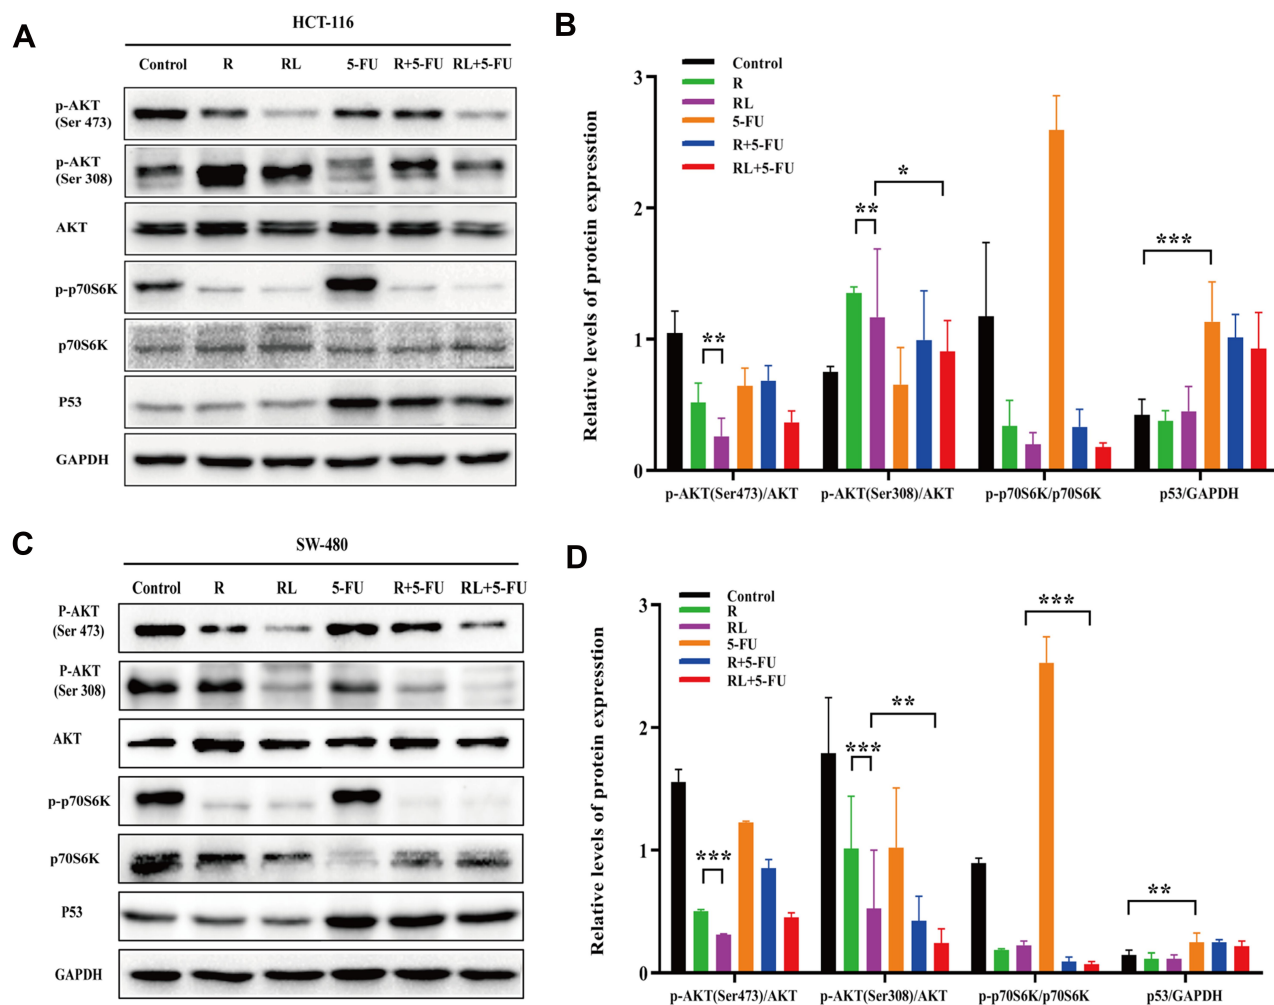 A
HCT-116
Control R RL 5-FU R+5-FU RL+5-FU
p-AKT
(Ser 473)
p-AKT
(Ser 308)
AKT
p-p70S6K
p70S6K
P53
GAPDH
B
Control
R
RL
5-FU
R+5-FU
RL+5-FU
Relative levels of protein expresstion
3
2
1
0
**
**
*
***
p-AKT(Ser473)/AKT p-AKT(Ser308)/AKT p-p70S6K/p70S6K p53/GAPDH
C
SW-480
Control R RL 5-FU R+5-FU RL+5-FU
P-AKT
(Ser 473)
P-AKT
(Ser 308)
AKT
p-p70S6K
p70S6K
P53
GAPDH
D
Control
R
RL
5-FU
R+5-FU
RL+5-FU
Relative levels of protein expression
3
2
1
0
***
***
**
***
**
p-AKT(Ser473)/AKT p-AKT(Ser308)/AKT p-p70S6K/p70S6K p53/GAPDH